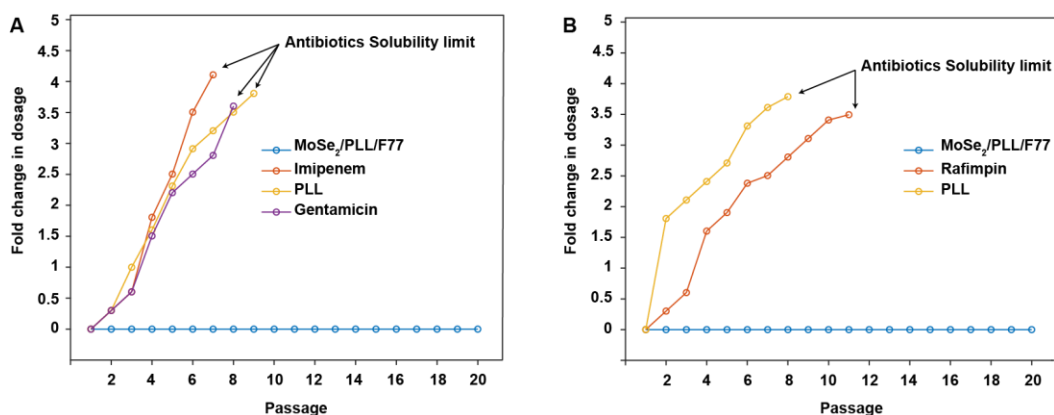 A
Antibiotics Solubility limit
MoSe₂/PLL/F77
Imipenem
PLL
Gentamicin
Fold change in dosage
5
4.5
4
3.5
3
2.5
2
1.5
1
0.5
0
2 4 6 8 10 12 14 16 18 20
Passage
B
Antibiotics Solubility limit
MoSe₂/PLL/F77
Rafimpin
PLL
Fold change in dosage
5
4.5
4
3.5
3
2.5
2
1.5
1
0.5
0
2 4 6 8 10 12 14 16 18 20
Passage